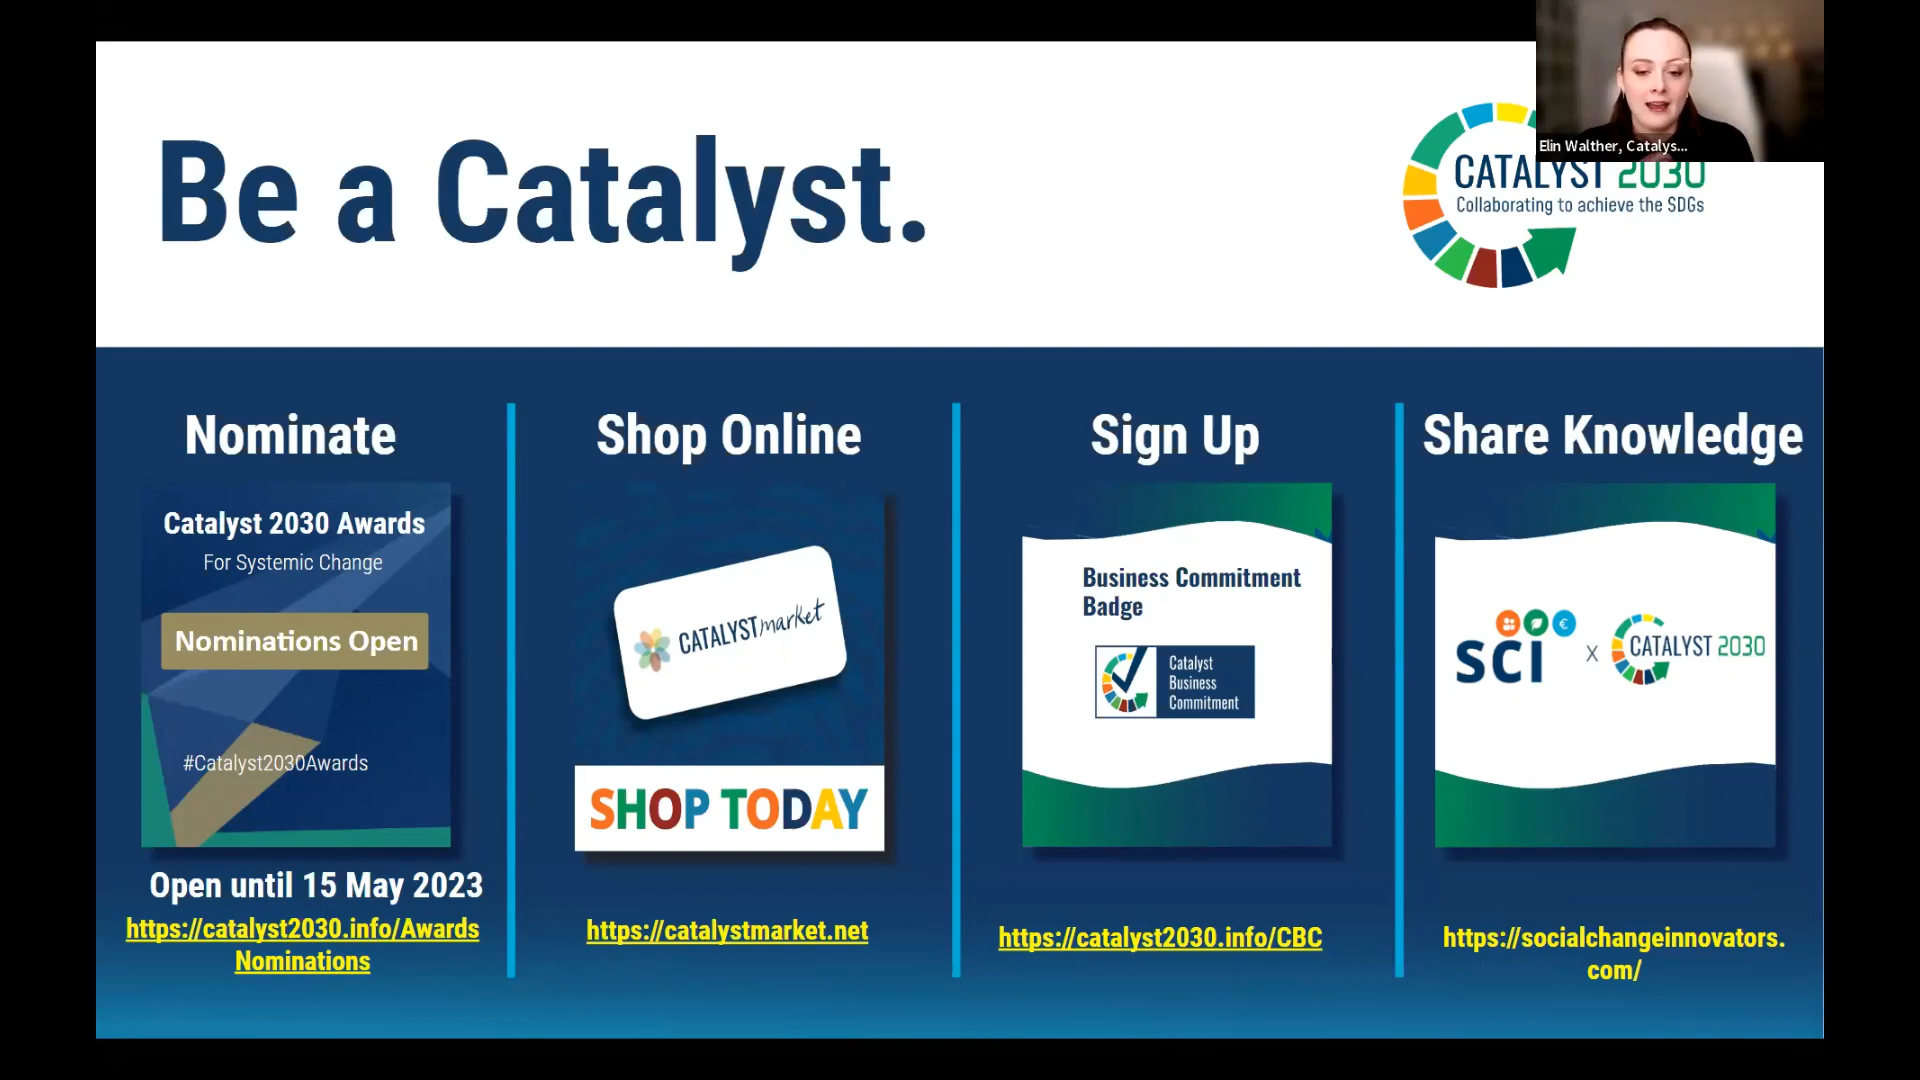 Be a Catalyst.
Elin Walther, Catalys...
CATALYST 2030
Collaborating to achieve the SDGs
Nominate
Catalyst 2030 Awards
For Systemic Change
Nominations Open
#Catalyst2030Awards
Open until 15 May 2023
https://catalyst2030.info/Awards
Nominations
Shop Online
CATALYSTmarket
SHOP TODAY
https://catalystmarket.net
Sign Up
Business Commitment
Badge
Catalyst
Business
Commitment
https://catalyst2030.info/CBC
Share Knowledge
SCI x CATALYST 2030
€
https://socialchangeinnovators.
com/